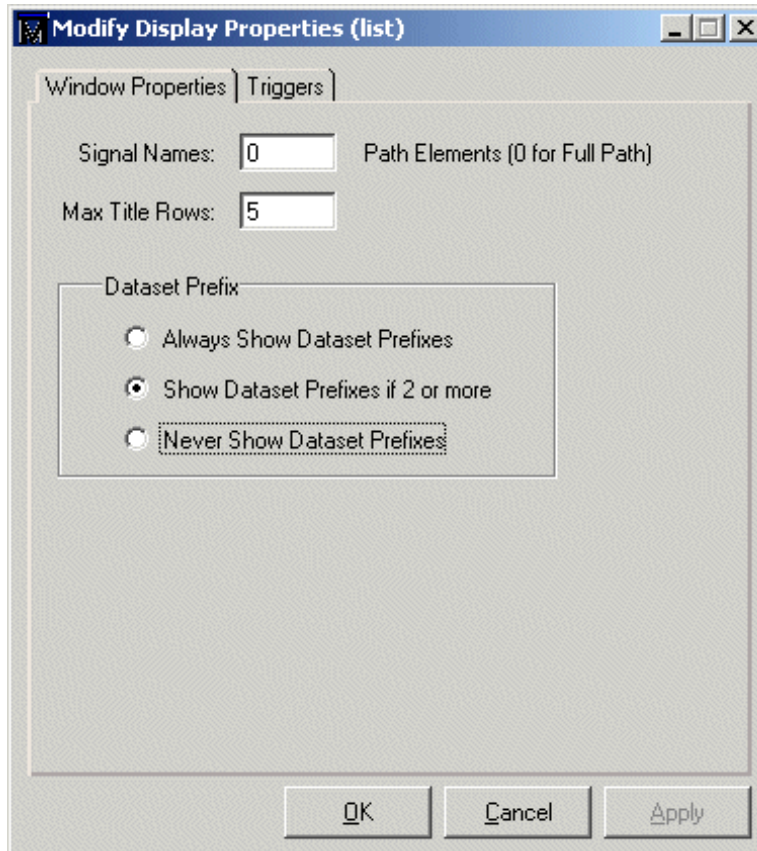 Modify Display Properties (list)
Window Properties Triggers
Signal Names: 0 Path Elements (0 for Full Path)
Max Title Rows: 5
Dataset Prefix
Always Show Dataset Prefixes
Show Dataset Prefixes if 2 or more
Never Show Dataset Prefixes
OK Cancel Apply